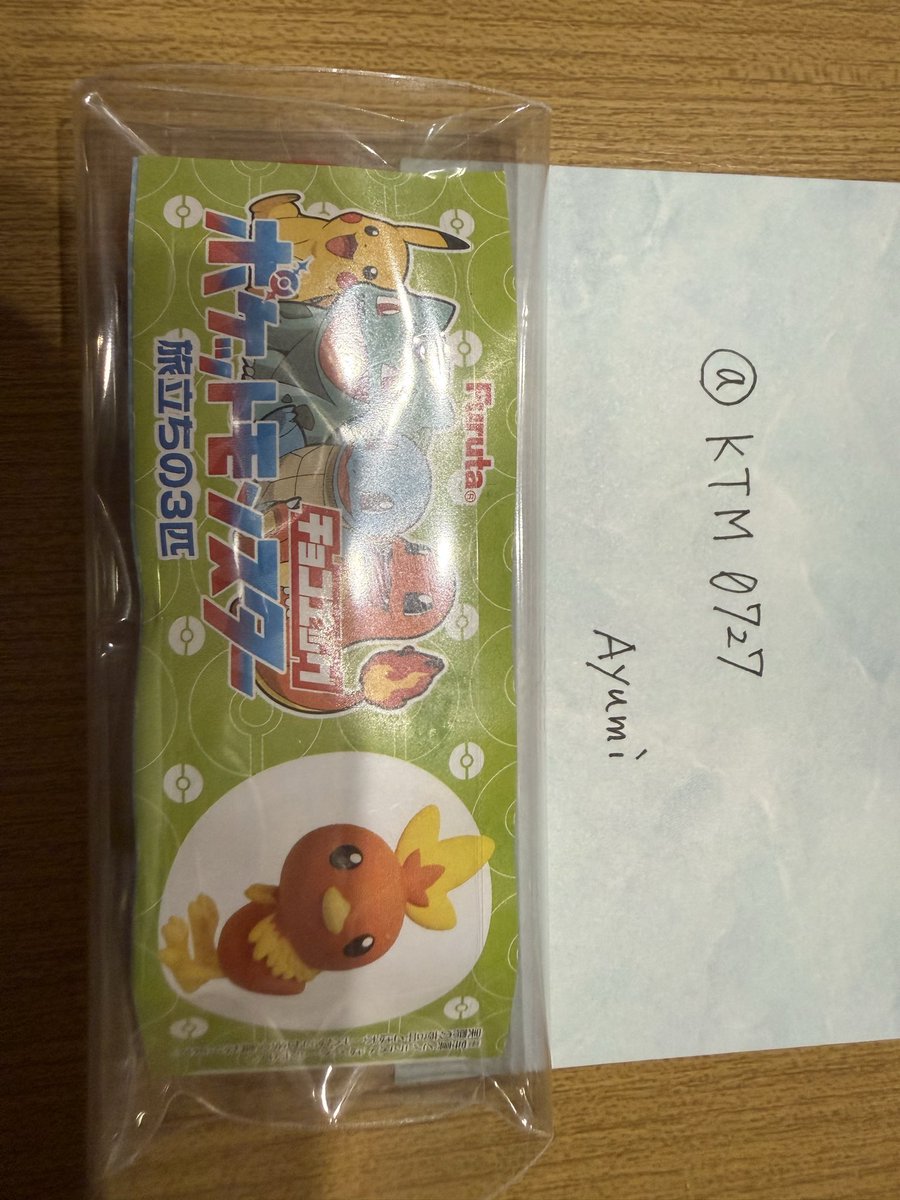 Furuta®
ポケットモンスター
チョコエッグ
旅立ちの3匹
@KTM0727
Ayumi